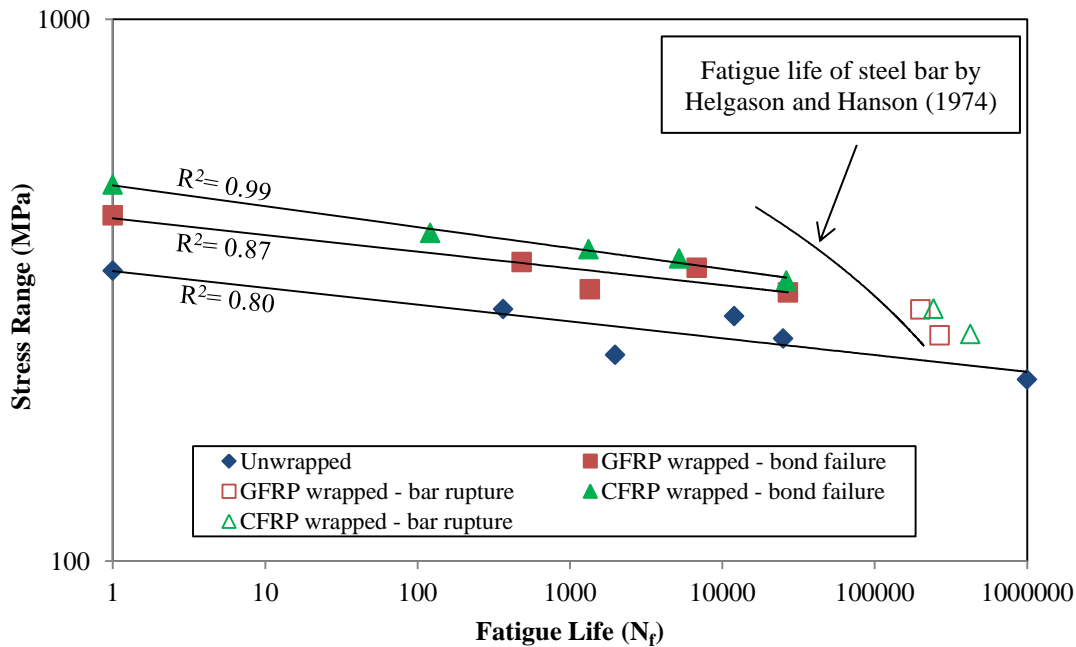 1000
Fatigue life of steel bar by
Helgason and Hanson (1974)
R²= 0.99
R²= 0.87
R²= 0.80
Stress Range (MPa)
Unwrapped
GFRP wrapped - bond failure
GFRP wrapped - bar rupture
CFRP wrapped - bond failure
CFRP wrapped - bar rupture
100
1 10 100 1000 10000 100000 1000000
Fatigue Life (Nf)